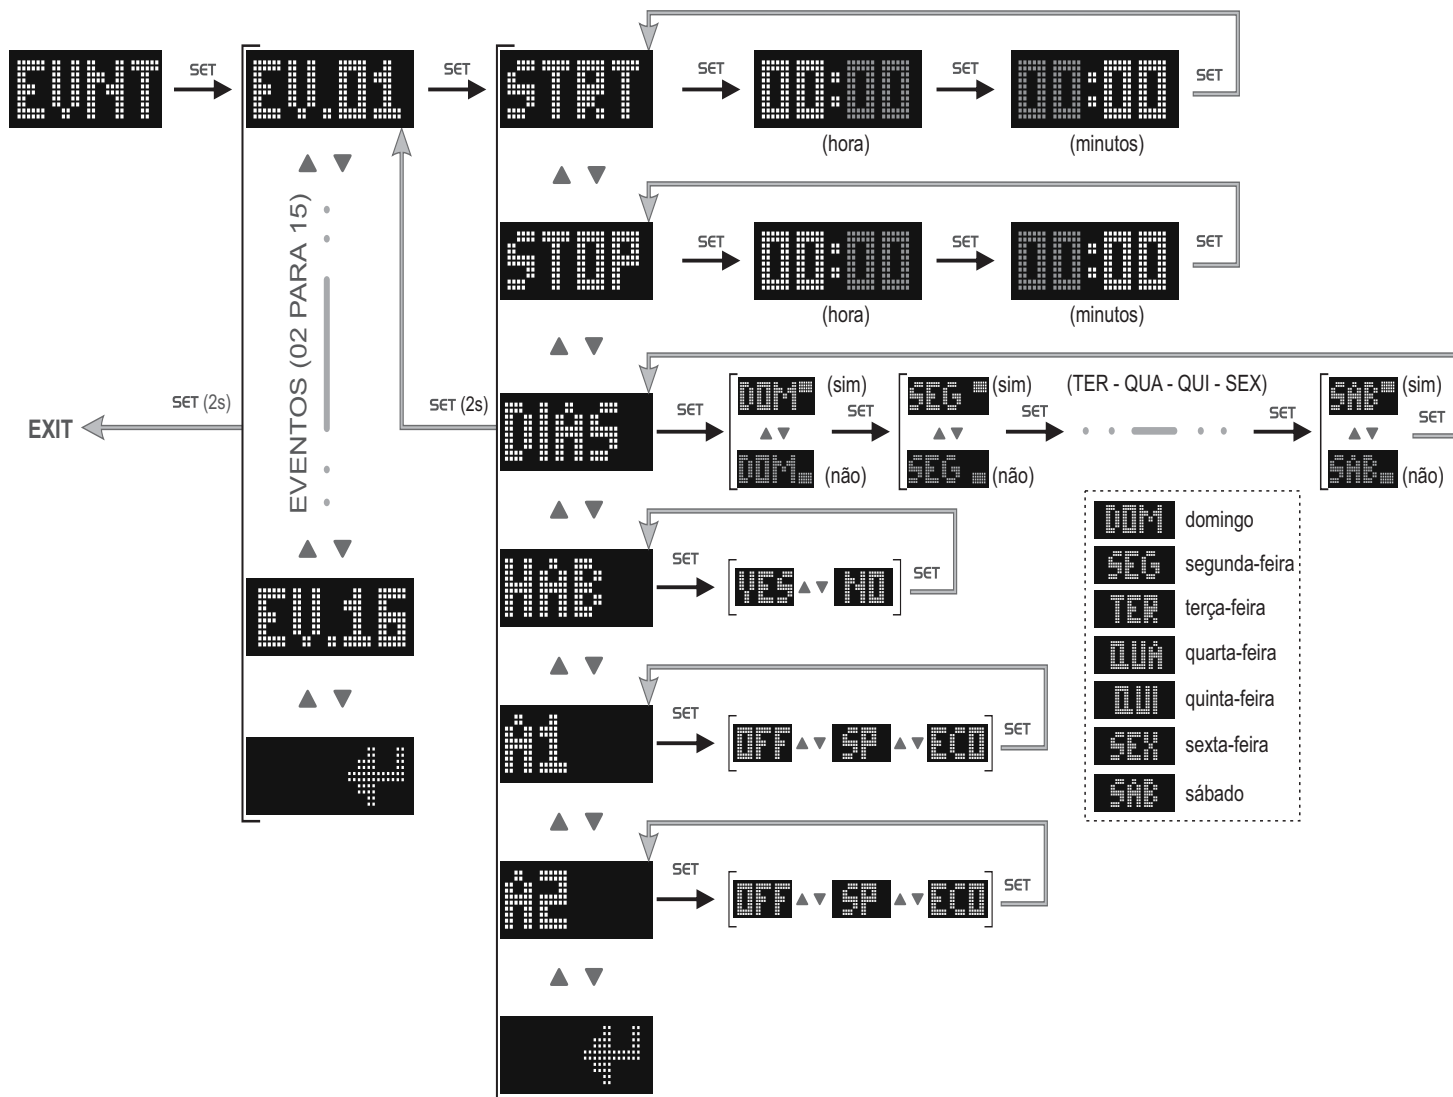 EVNT SET EV.01 SET STRT SET 00:00 SET 00:00 SET
(hora) (minutos)
EVENTOS (02 PARA 15)
STOP SET 00:00 SET 00:00 SET
(hora) (minutos)
EXIT SET (2s) SET (2s)
DIAS SET DOM (sim) SET SEG (sim) SET (TER - QUA - QUI - SEX) SET SAB (sim) SET
DOM (não) SEG (não) SAB (não)
HAB SET YES NO SET
EV.16
A1 SET OFF SP ECO SET
A2 SET OFF SP ECO SET
DOM domingo
SEG segunda-feira
TER terça-feira
QUA quarta-feira
QUI quinta-feira
SEX sexta-feira
SAB sábado